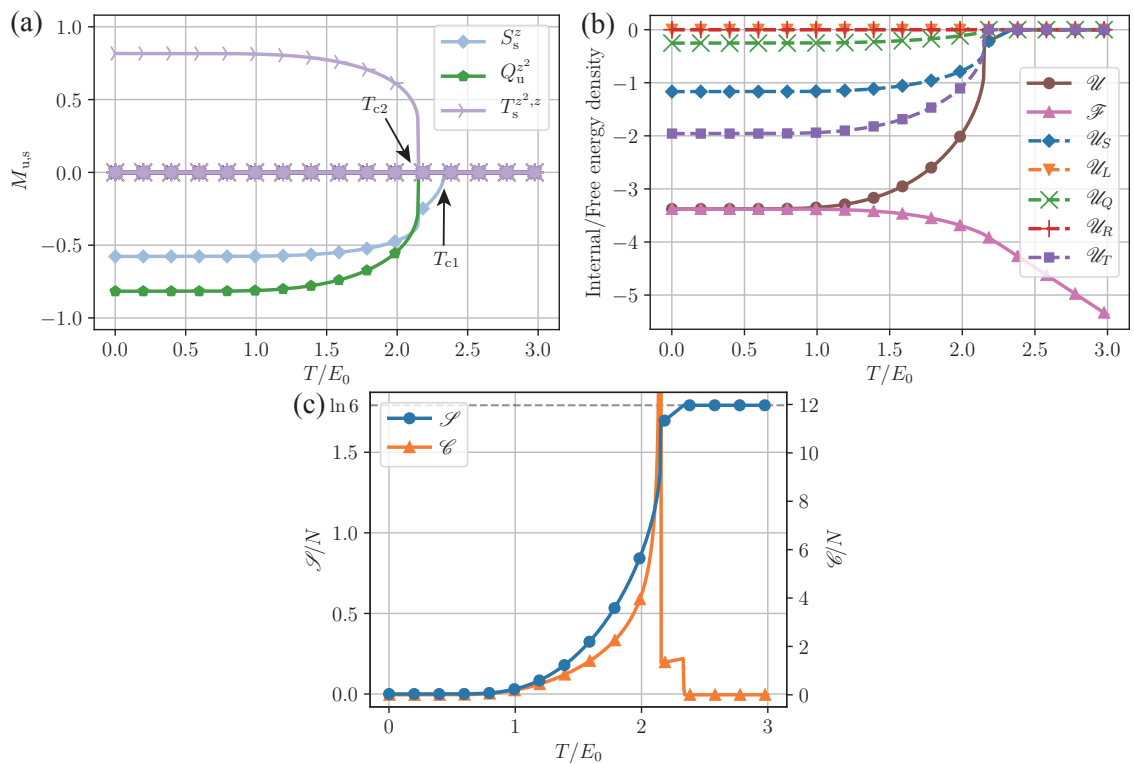 (a)
M_{u,s}
1.0
0.5
0.0
−0.5
−1.0
S_s^z
Q_u^{z^2}
T_s^{z^2,z}
T_{c2}
T_{c1}
0.0 0.5 1.0 1.5 2.0 2.5 3.0
T/E_0
(b)
Internal/Free energy density
0
−1
−2
−3
−4
−5
𝒰
ℱ
𝒰_S
𝒰_L
𝒰_Q
𝒰_R
𝒰_T
0.0 0.5 1.0 1.5 2.0 2.5 3.0
T/E_0
(c)
𝒮/N
ln 6
1.5
1.0
0.5
0.0
𝒮
𝒞
12
10
8
6
4
2
0
𝒞/N
0 1 2 3
T/E_0